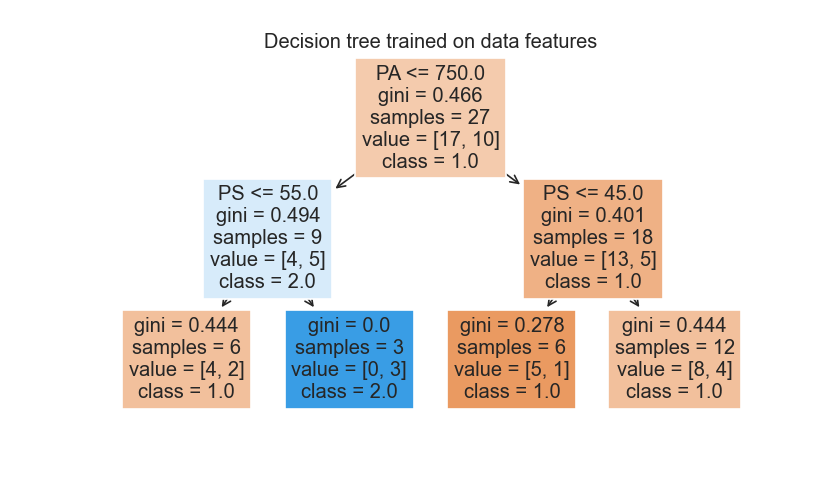 Decision tree trained on data features
PA <= 750.0
gini = 0.466
samples = 27
value = [17, 10]
class = 1.0
PS <= 55.0
gini = 0.494
samples = 9
value = [4, 5]
class = 2.0
PS <= 45.0
gini = 0.401
samples = 18
value = [13, 5]
class = 1.0
gini = 0.444
samples = 6
value = [4, 2]
class = 1.0
gini = 0.0
samples = 3
value = [0, 3]
class = 2.0
gini = 0.278
samples = 6
value = [5, 1]
class = 1.0
gini = 0.444
samples = 12
value = [8, 4]
class = 1.0